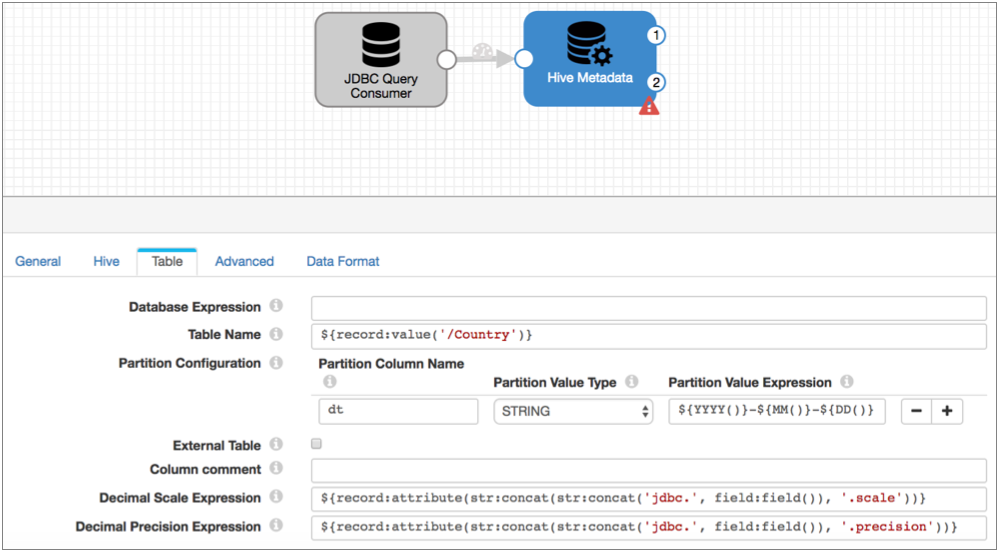 JDBC Query
Consumer
Hive Metadata
1
2
General Hive Table Advanced Data Format
Database Expression
Table Name ${record:value('/Country')}
Partition Configuration Partition Column Name
Partition Value Type Partition Value Expression
dt STRING ${YYYY()}-${MM()}-${DD()}
External Table
Column comment
Decimal Scale Expression ${record:attribute(str:concat(str:concat('jdbc.', field:field()), '.scale'))}
Decimal Precision Expression ${record:attribute(str:concat(str:concat('jdbc.', field:field()), '.precision'))}